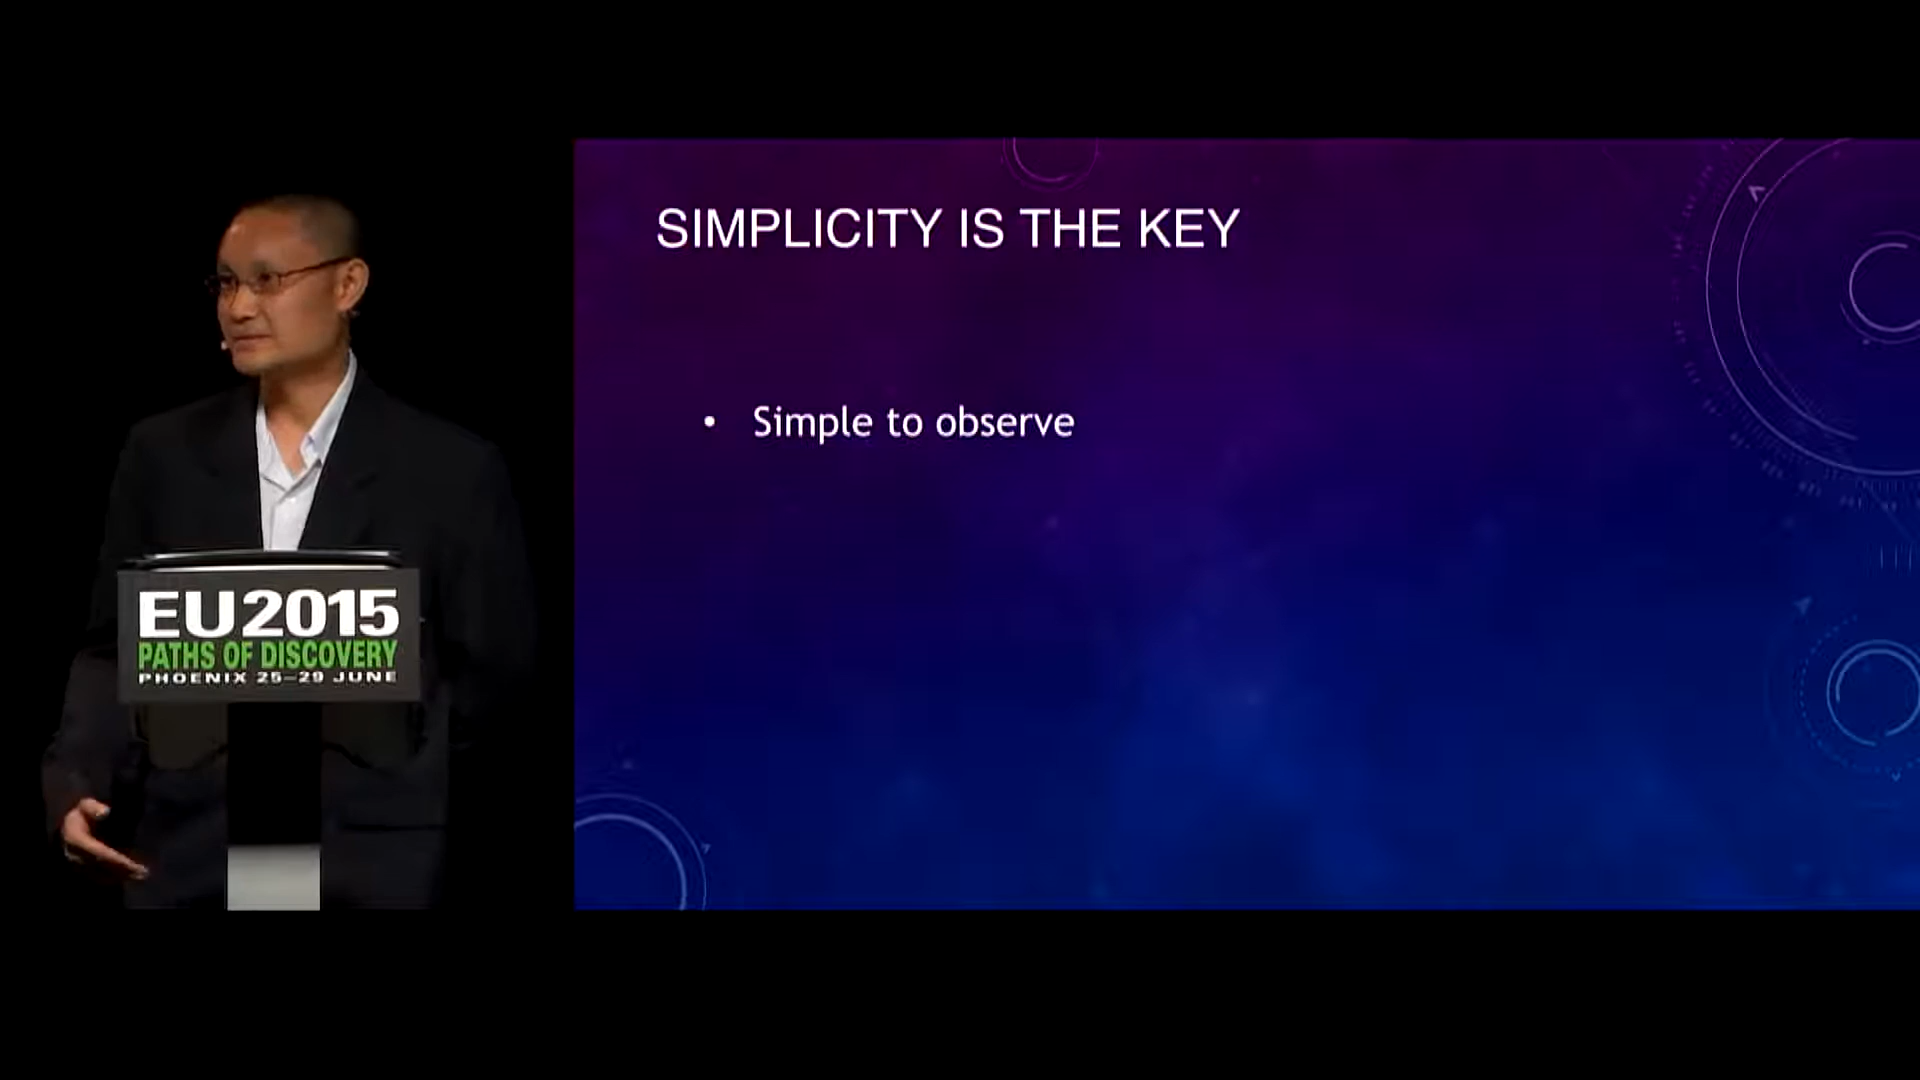 SIMPLICITY IS THE KEY
• Simple to observe
EU2015
PATHS OF DISCOVERY
PHOENIX 25–29 JUNE